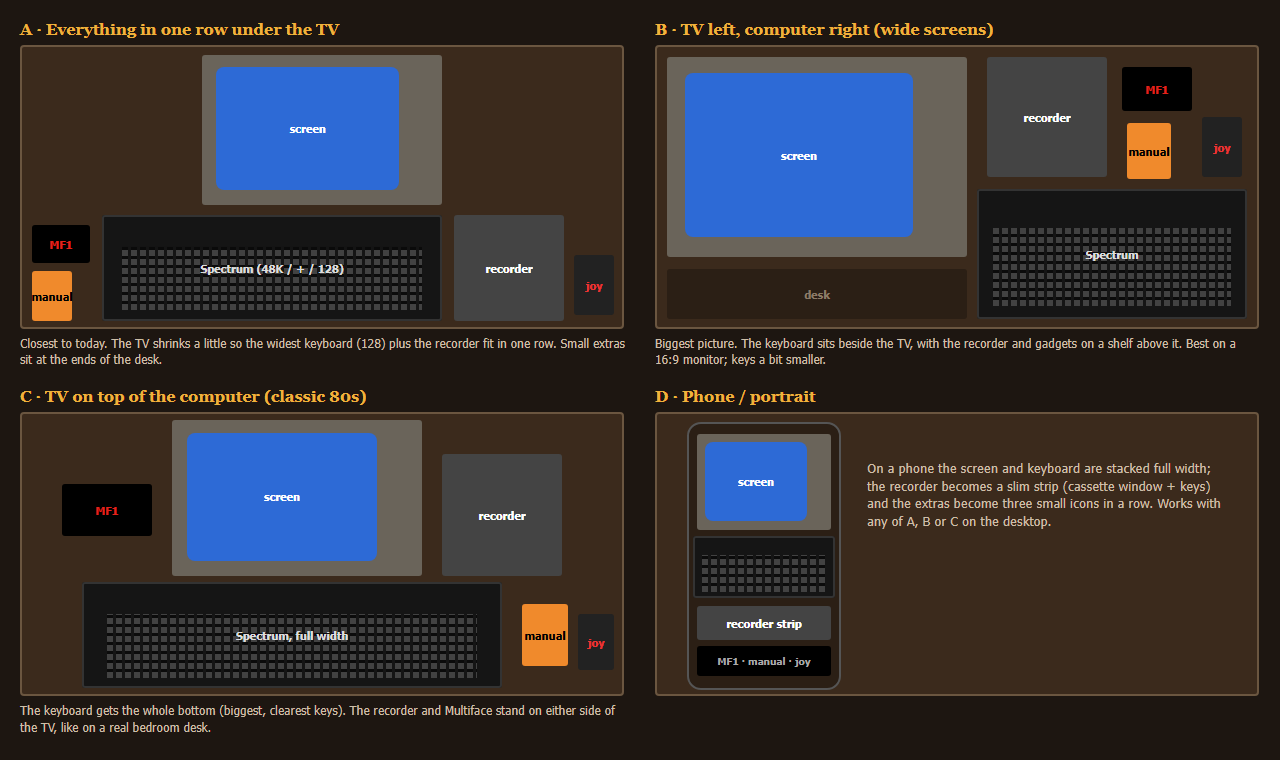 A · Everything in one row under the TV
screen
MF1
manual
Spectrum (48K / + / 128)
recorder
joy
Closest to today. The TV shrinks a little so the widest keyboard (128) plus the recorder fit in one row. Small extras
sit at the ends of the desk.
B · TV left, computer right (wide screens)
screen
recorder
MF1
manual
joy
Spectrum
desk
Biggest picture. The keyboard sits beside the TV, with the recorder and gadgets on a shelf above it. Best on a
16:9 monitor; keys a bit smaller.
C · TV on top of the computer (classic 80s)
screen
MF1
recorder
Spectrum, full width
manual
joy
The keyboard gets the whole bottom (biggest, clearest keys). The recorder and Multiface stand on either side of
the TV, like on a real bedroom desk.
D · Phone / portrait
screen
recorder strip
MF1 · manual · joy
On a phone the screen and keyboard are stacked full width;
the recorder becomes a slim strip (cassette window + keys)
and the extras become three small icons in a row. Works with
any of A, B or C on the desktop.